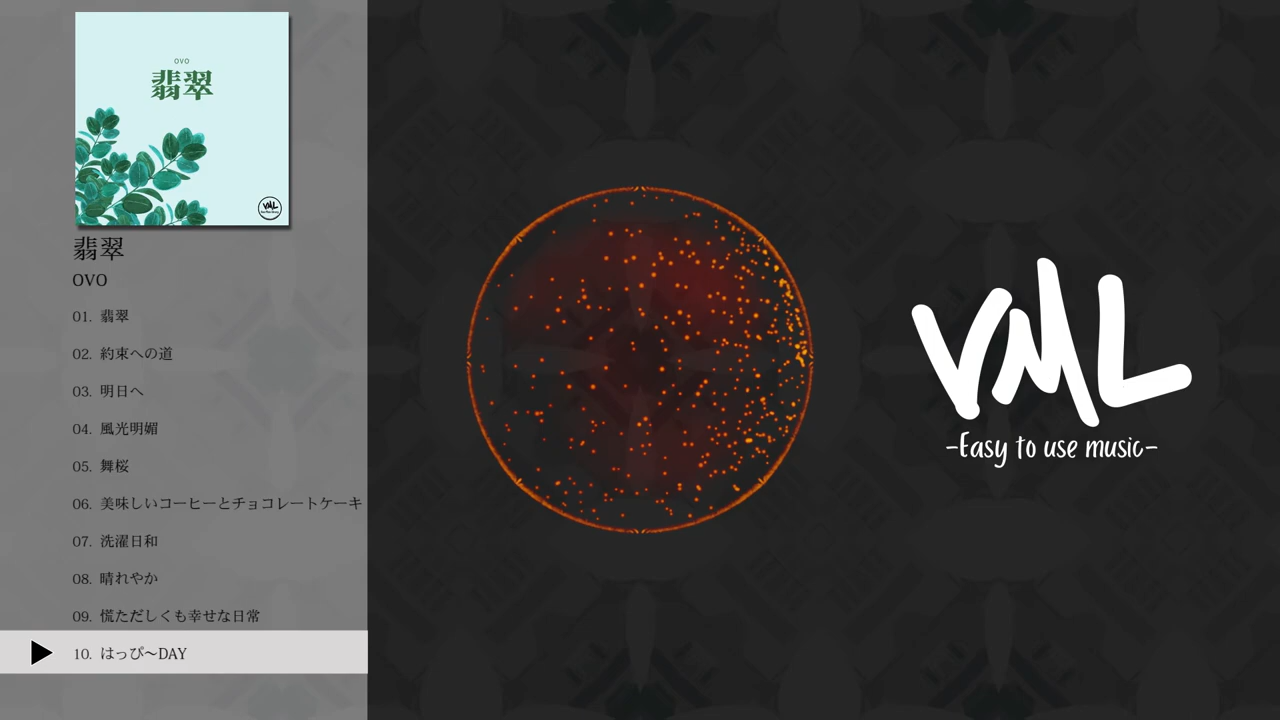 OVO
翡翠
VML
翡翠
OVO
01. 翡翠
02. 約束への道
03. 明日へ
04. 風光明媚
05. 舞桜
06. 美味しいコーヒーとチョコレートケーキ
07. 洗濯日和
08. 晴れやか
09. 慌ただしくも幸せな日常
10. はっぴ〜DAY
VML
-Easy to use music-